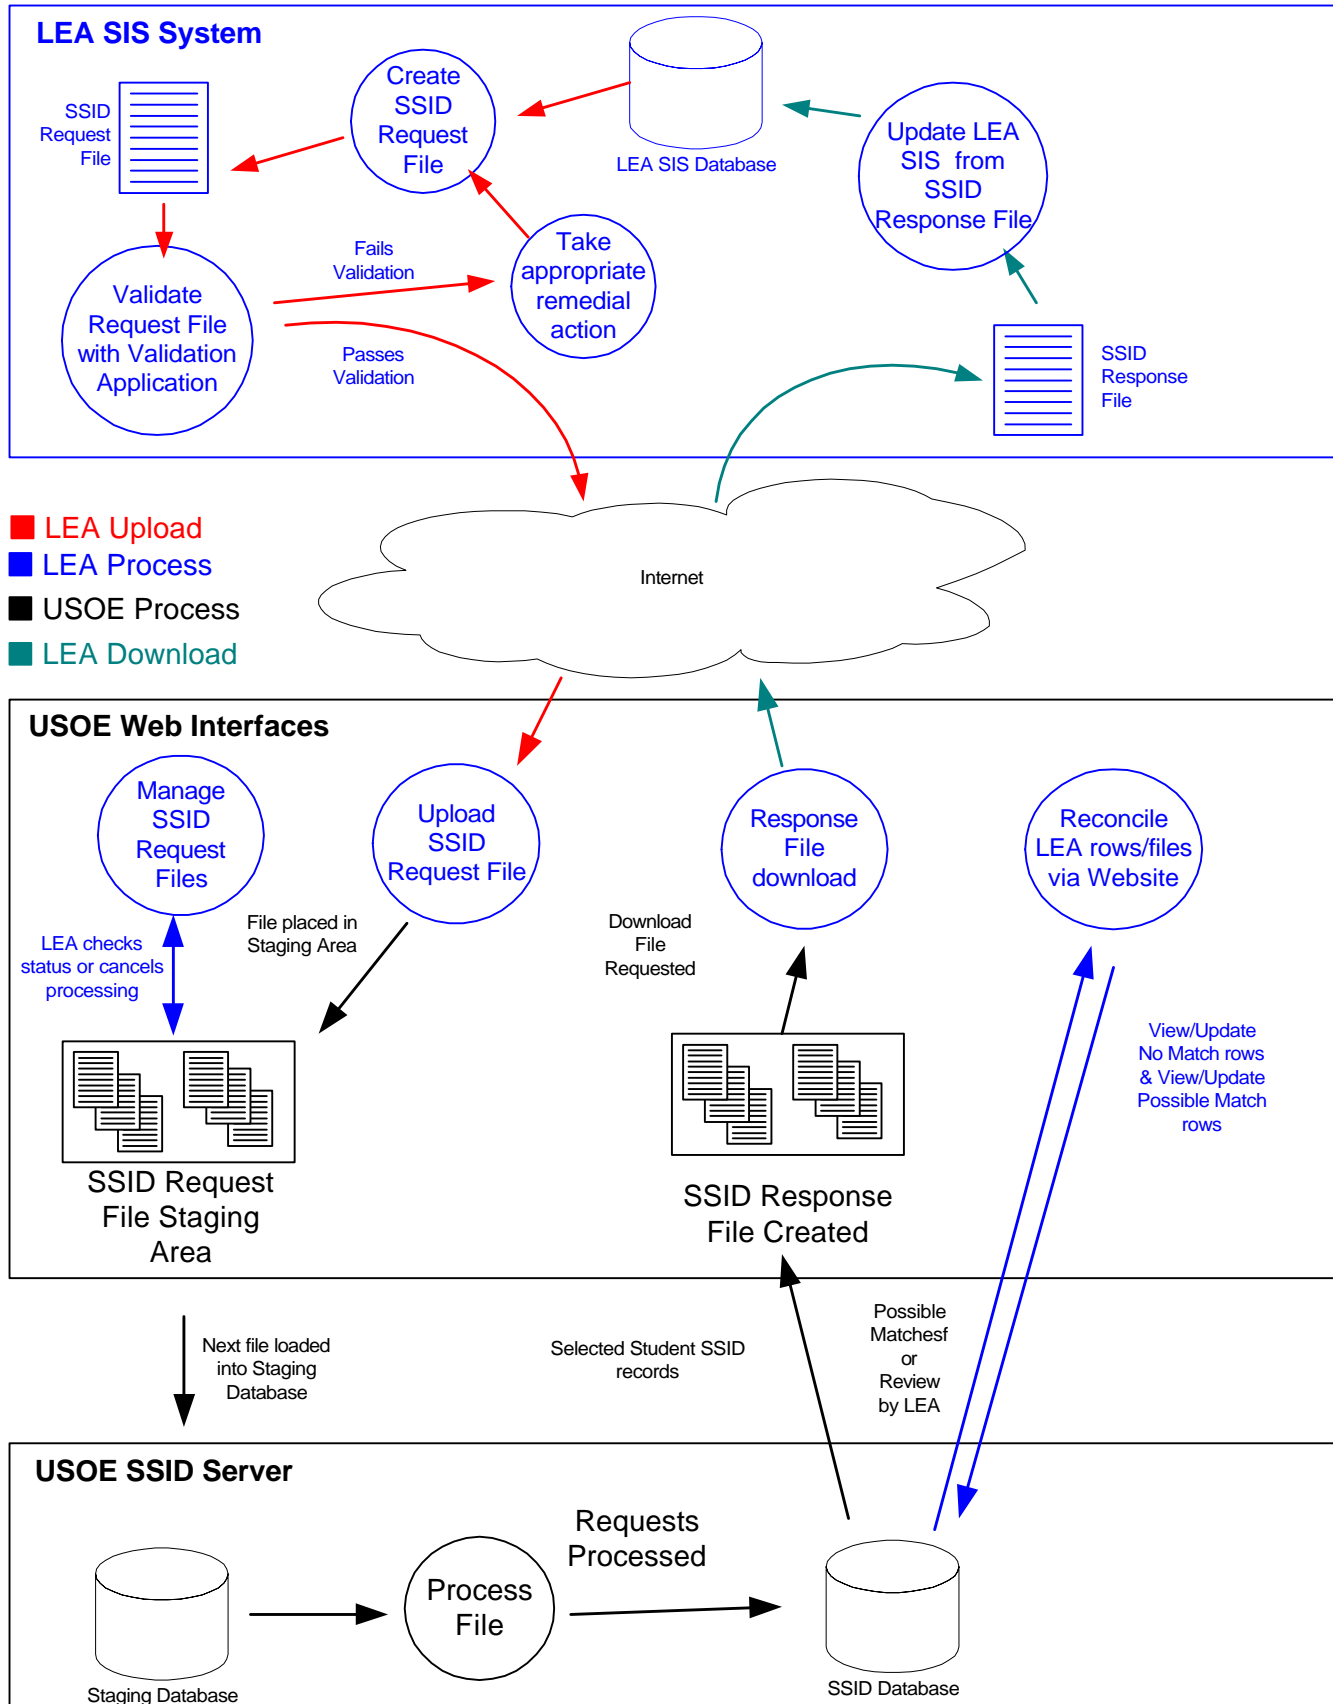 LEA SIS System
SSID
Request
File
Create
SSID
Request
File
LEA SIS Database
Update LEA
SIS from
SSID
Response File
Fails
Validation
Take
appropriate
remedial
action
Validate
Request File
with Validation
Application
Passes
Validation
SSID
Response
File
LEA Upload
LEA Process
USOE Process
LEA Download
Internet
USOE Web Interfaces
Manage
SSID
Request
Files
Upload
SSID
Request File
Response
File
download
Reconcile
LEA rows/files
via Website
LEA checks
status or cancels
processing
File placed in
Staging Area
Download
File
Requested
View/Update
No Match rows
& View/Update
Possible Match
rows
SSID Request
File Staging
Area
SSID Response
File Created
Next file loaded
into Staging
Database
Selected Student SSID
records
Possible
Matchesf
or
Review
by LEA
USOE SSID Server
Requests
Processed
Process
File
Staging Database
SSID Database